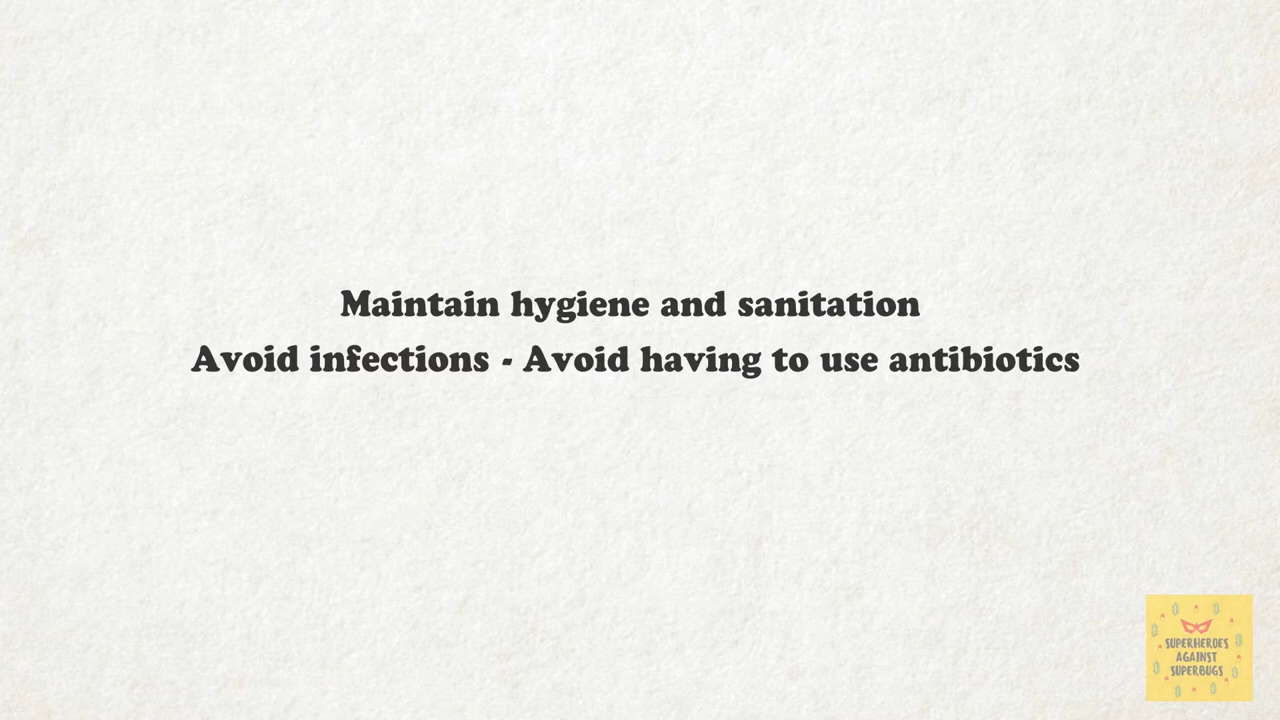 Maintain hygiene and sanitation
Avoid infections - Avoid having to use antibiotics
SUPERHEROES
AGAINST
SUPERBUGS